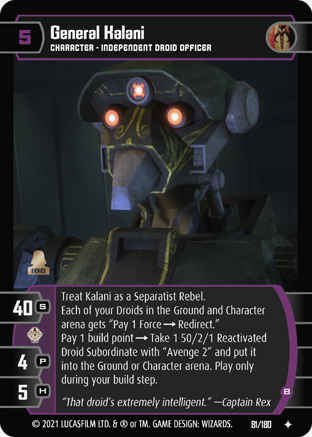 5
General Kalani
CHARACTER - INDEPENDENT DROID OFFICER
IDC
40 S
4 P
5 H
Treat Kalani as a Separatist Rebel.
Each of your Droids in the Ground and Character
arena gets “Pay 1 Force → Redirect.”
Pay 1 build point → Take 1 50/2/1 Reactivated
Droid Subordinate with “Avenge 2” and put it
into the Ground or Character arena. Play only
during your build step.
“That droid's extremely intelligent.” —Captain Rex
B
© 2021 LUCASFILM LTD. & ® or TM. GAME DESIGN: WIZARDS. 81/180